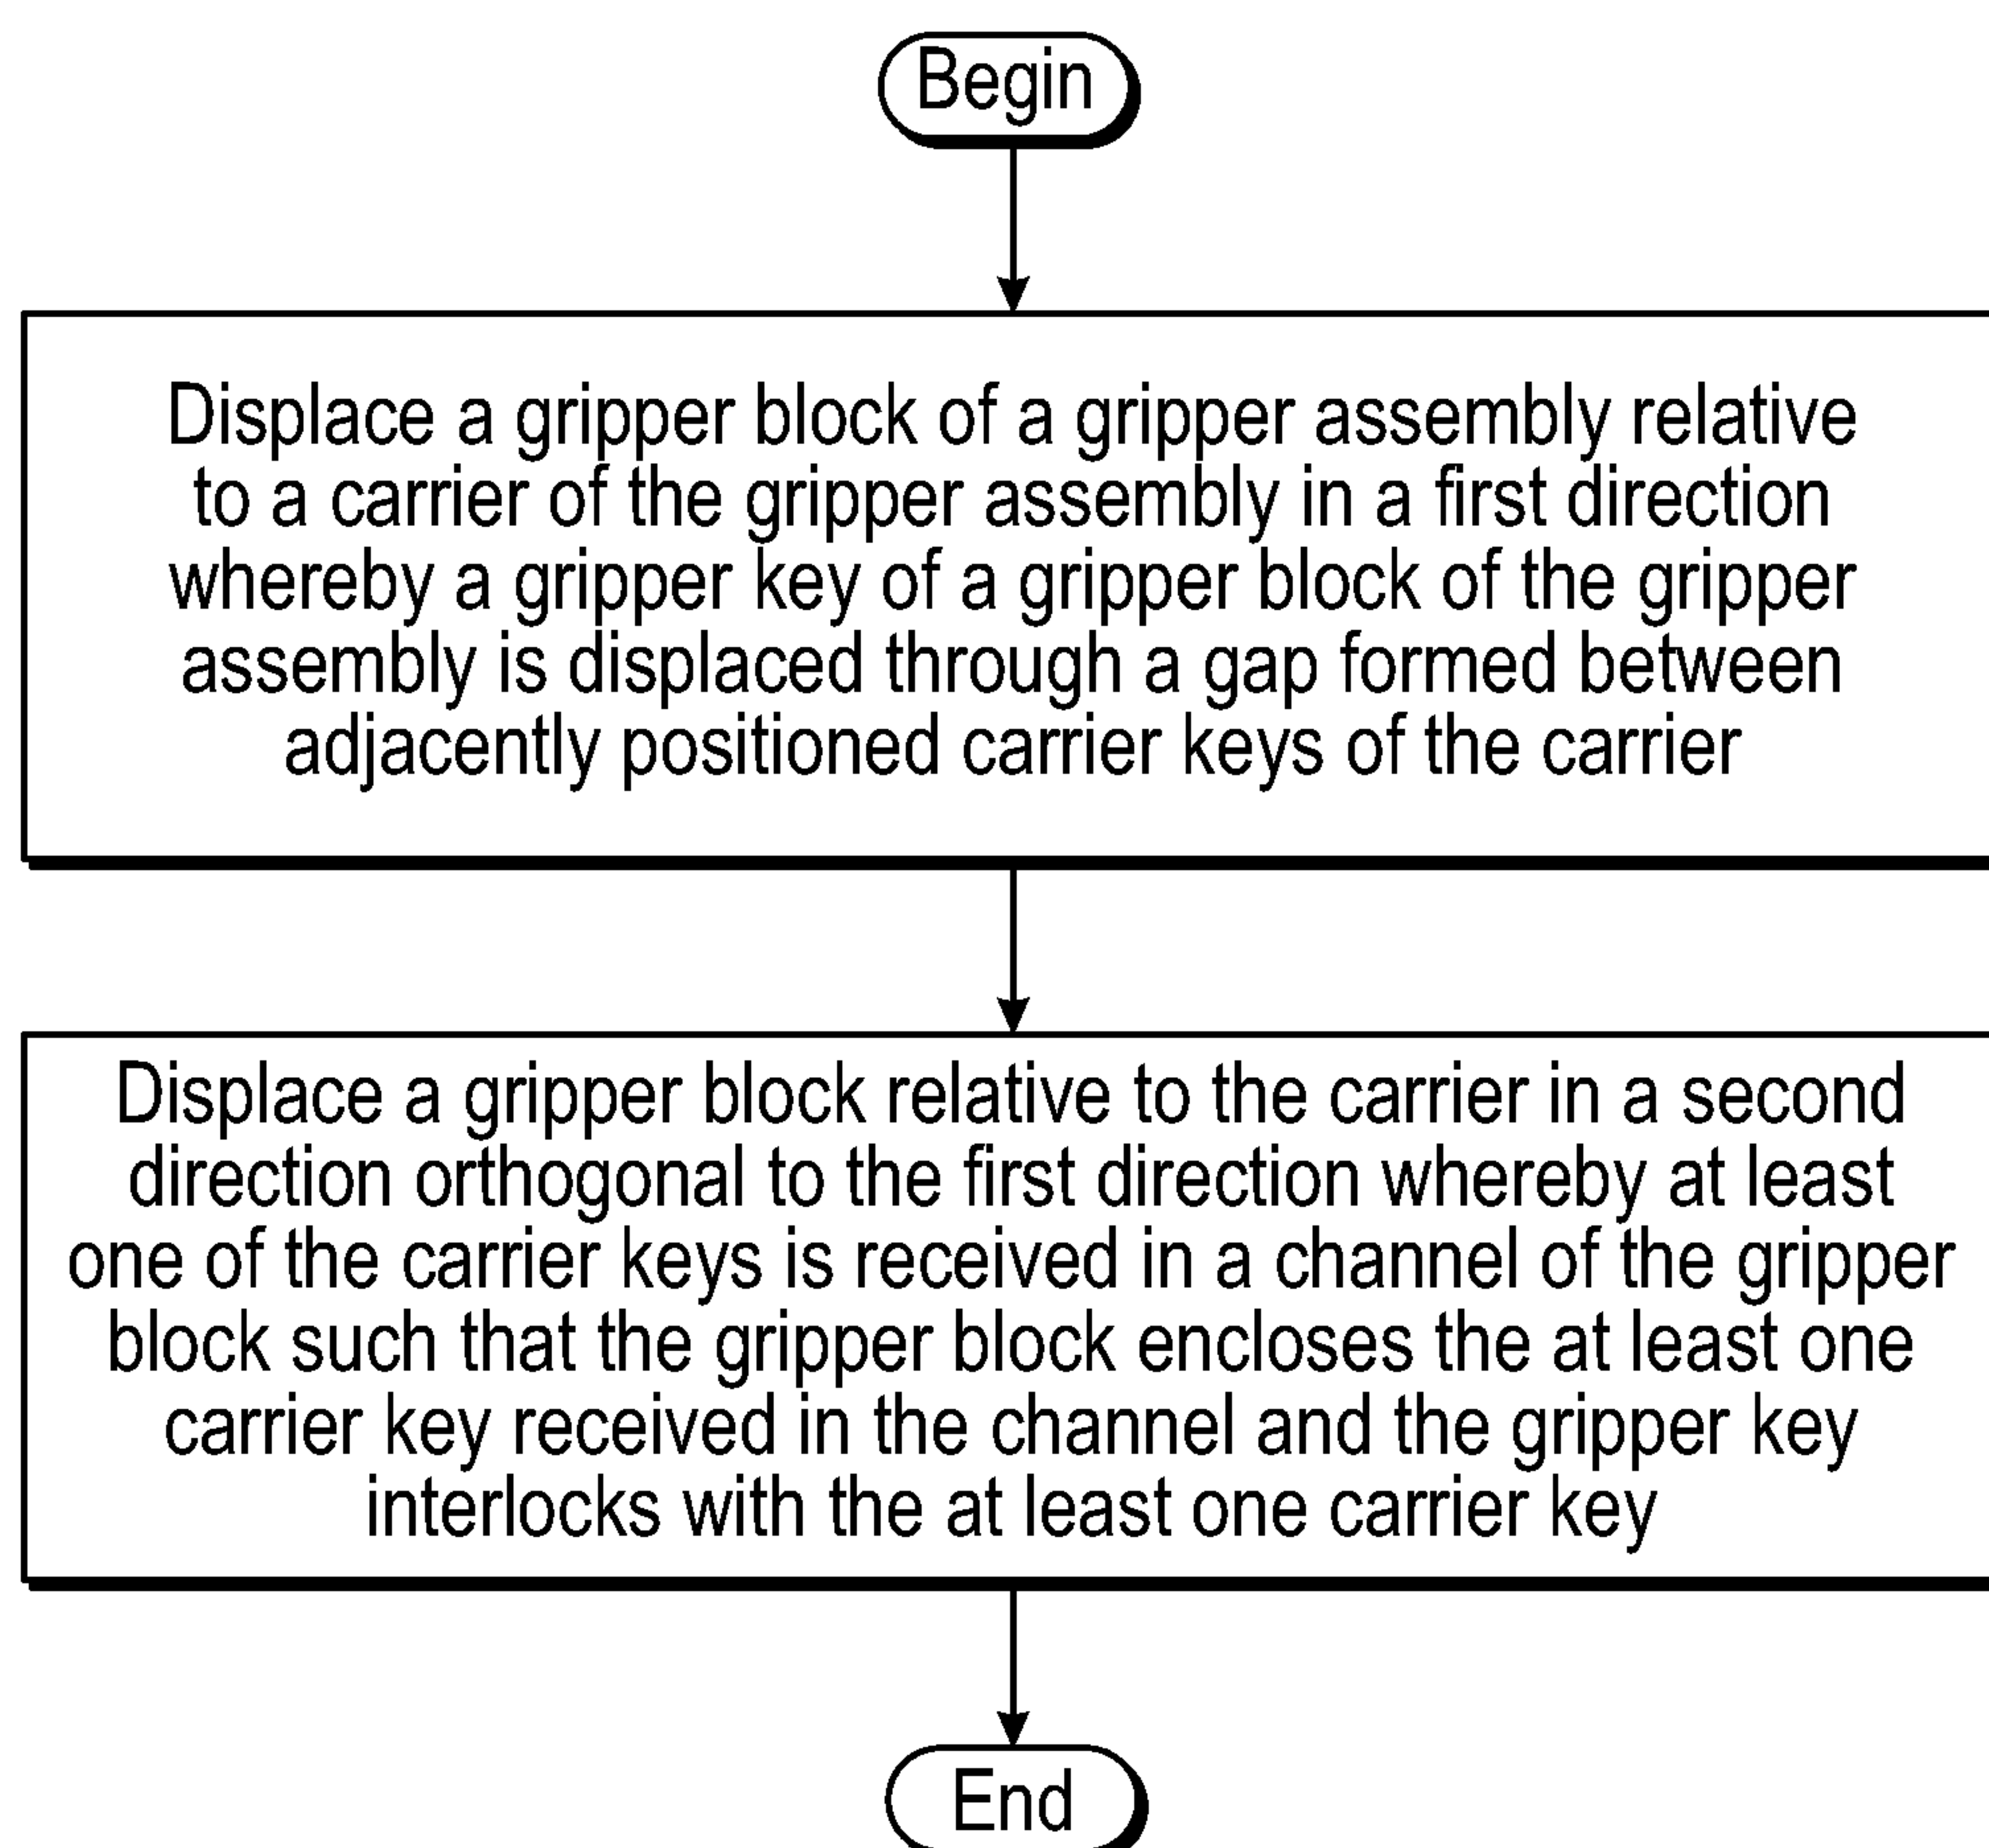 Begin
Displace a gripper block of a gripper assembly relative
to a carrier of the gripper assembly in a first direction
whereby a gripper key of a gripper block of the gripper
assembly is displaced through a gap formed between
adjacently positioned carrier keys of the carrier
Displace a gripper block relative to the carrier in a second
direction orthogonal to the first direction whereby at least
one of the carrier keys is received in a channel of the gripper
block such that the gripper block encloses the at least one
carrier key received in the channel and the gripper key
interlocks with the at least one carrier key
End